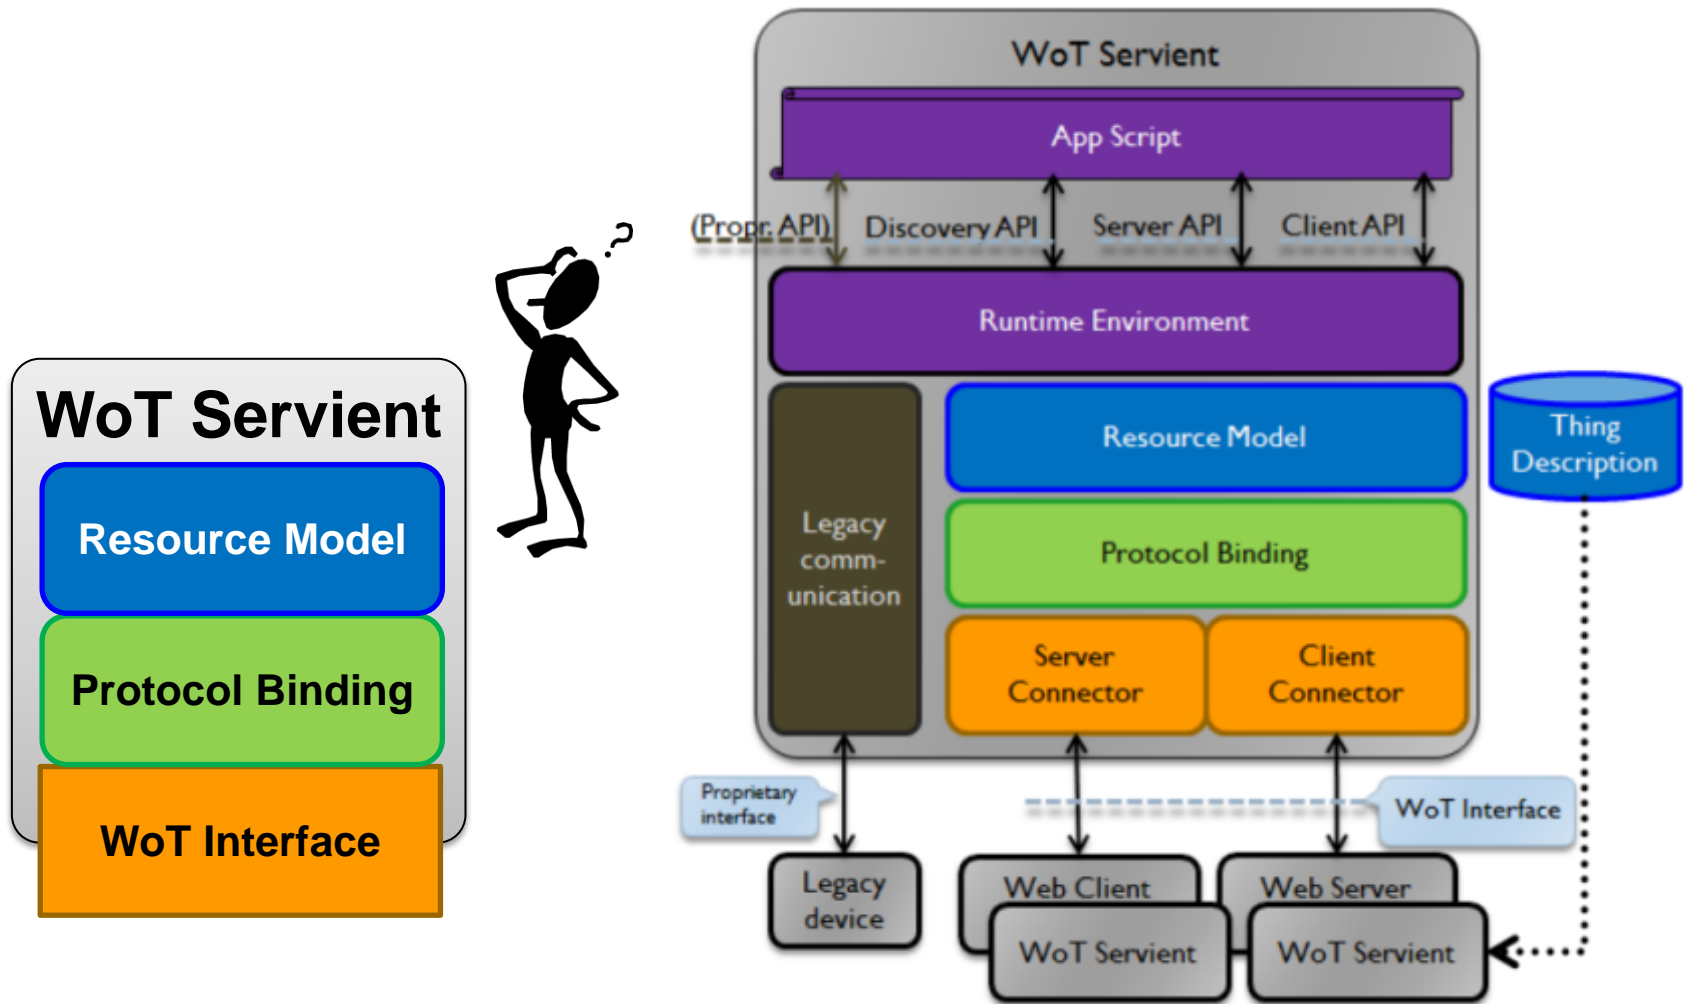 WoT Servient
Resource Model
Protocol Binding
WoT Interface
?
WoT Servient
App Script
(Propr. API)
Discovery API
Server API
Client API
Runtime Environment
Legacy
comm-
unication
Resource Model
Protocol Binding
Server
Connector
Client
Connector
Thing
Description
Proprietary
interface
WoT Interface
Legacy
device
Web Client
WoT Servient
Web Server
WoT Servient